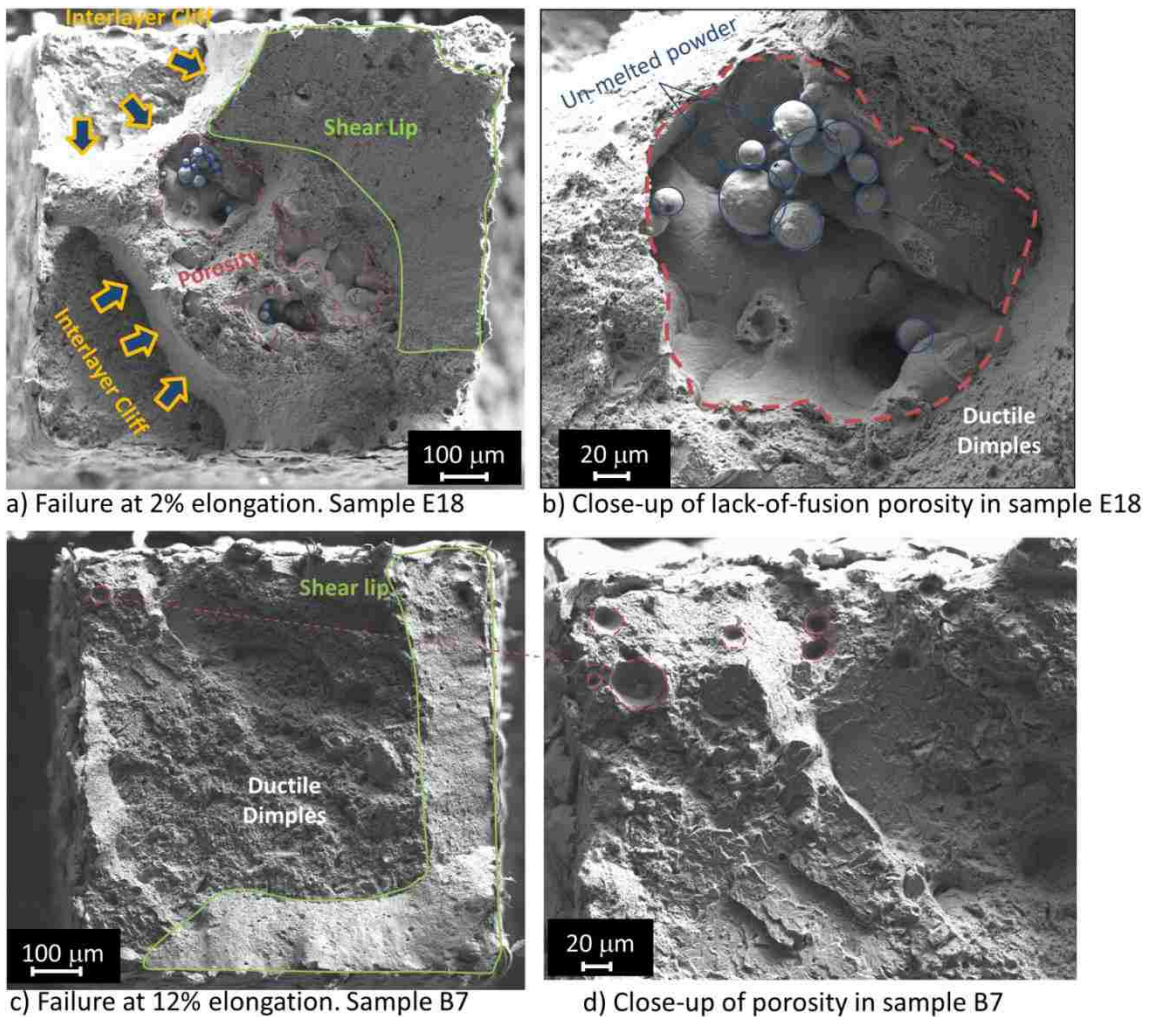 Interlayer Cliff
Shear Lip
Porosity
Interlayer Cliff
100 μm
a) Failure at 2% elongation. Sample E18
Un-melted powder
Ductile
Dimples
20 μm
b) Close-up of lack-of-fusion porosity in sample E18
Shear lip
Ductile
Dimples
100 μm
c) Failure at 12% elongation. Sample B7
20 μm
d) Close-up of porosity in sample B7